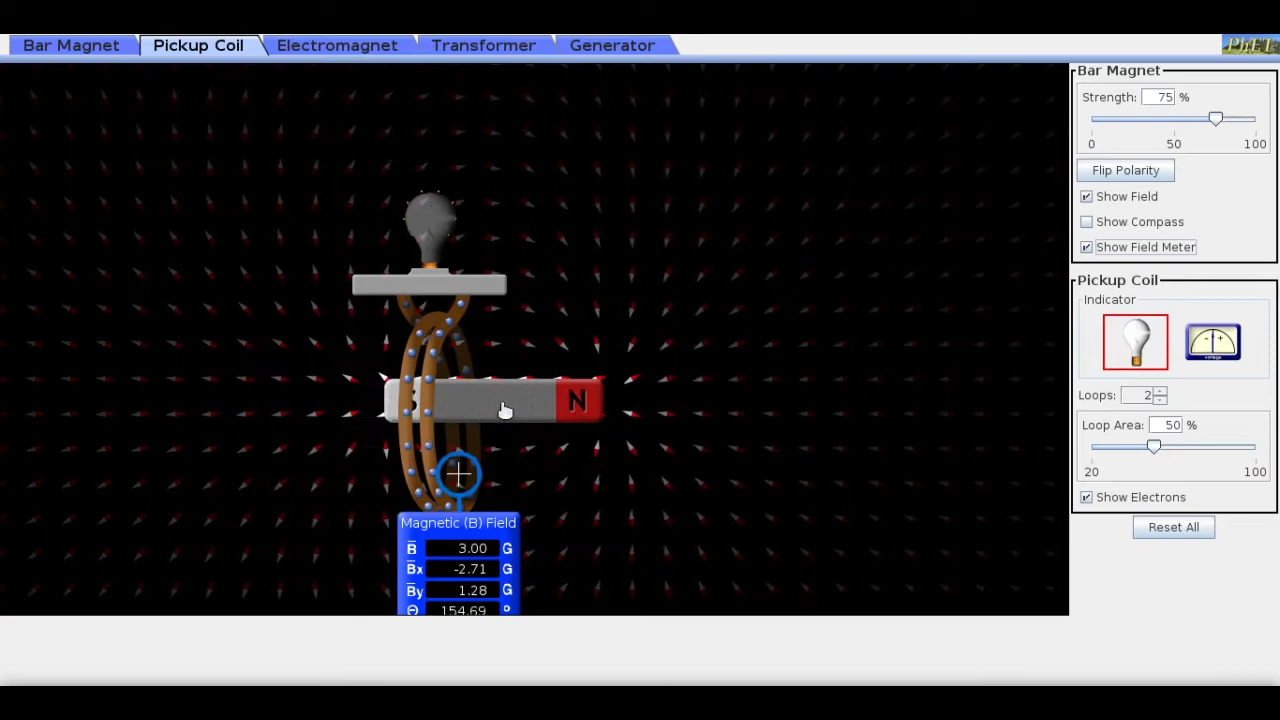 Bar Magnet
Pickup Coil
Electromagnet
Transformer
Generator
PhET
Bar Magnet
Strength: 75 %
0 50 100
Flip Polarity
Show Field
Show Compass
Show Field Meter
Pickup Coil
Indicator
- +
voltage
Loops: 2
Loop Area: 50 %
20 100
Show Electrons
Reset All
S
N
Magnetic (B) Field
B 3.00 G
Bx -2.71 G
By 1.28 G
Θ 154.69 °